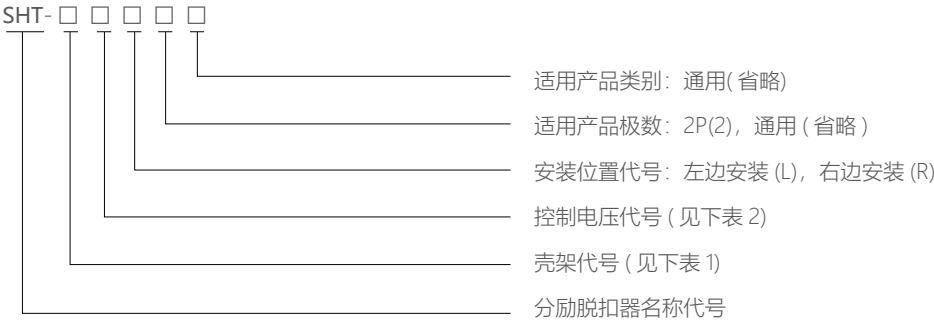 SHT-□ □ □ □ □
适用产品类别：通用( 省略)
适用产品极数：2P(2)，通用 ( 省略 )
安装位置代号：左边安装 (L)，右边安装 (R)
控制电压代号 ( 见下表 2)
壳架代号 ( 见下表 1)
分励脱扣器名称代号